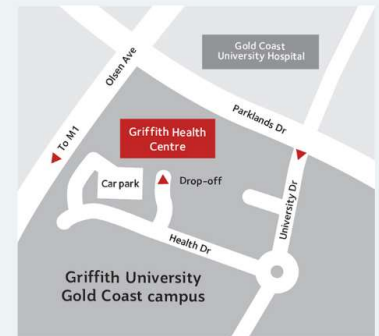 Gold Coast
University Hospital
Olsen Ave
Parklands Dr
To M1
Griffith Health
Centre
Car park
Drop-off
University Dr
Health Dr
Griffith University
Gold Coast campus